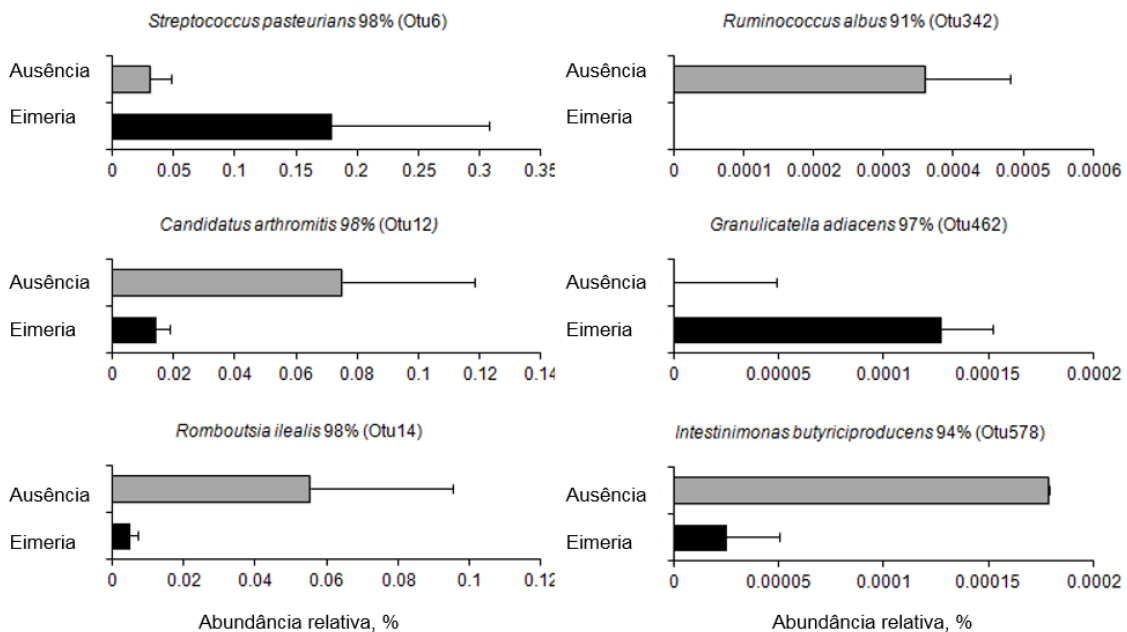 Streptococcus pasteurians 98% (Otu6)
Ausência
Eimeria
0 0.05 0.1 0.15 0.2 0.25 0.3 0.35
Ruminococcus albus 91% (Otu342)
Ausência
Eimeria
0 0.0001 0.0002 0.0003 0.0004 0.0005 0.0006
Candidatus arthromitis 98% (Otu12)
Ausência
Eimeria
0 0.02 0.04 0.06 0.08 0.1 0.12 0.14
Granulicatella adiacens 97% (Otu462)
Ausência
Eimeria
0 0.00005 0.0001 0.00015 0.0002
Romboutsia ilealis 98% (Otu14)
Ausência
Eimeria
0 0.02 0.04 0.06 0.08 0.1 0.12
Abundância relativa, %
Intestinimonas butyriciproducens 94% (Otu578)
Ausência
Eimeria
0 0.00005 0.0001 0.00015 0.0002
Abundância relativa, %